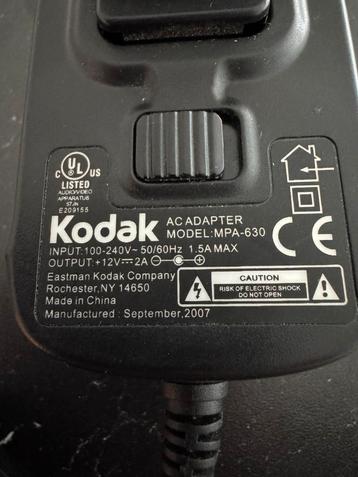 C UL US
LISTED
AUDIO/VIDEO
APPARATUS
57JN
E209155
Kodak
AC ADAPTER
MODEL:MPA-630
INPUT:100-240V~ 50/60Hz 1.5A MAX
OUTPUT:+12V⎓2A
CE
Eastman Kodak Company
Rochester,NY 14650
Made in China
Manufactured : September,2007
CAUTION
RISK OF ELECTRIC SHOCK
DO NOT OPEN